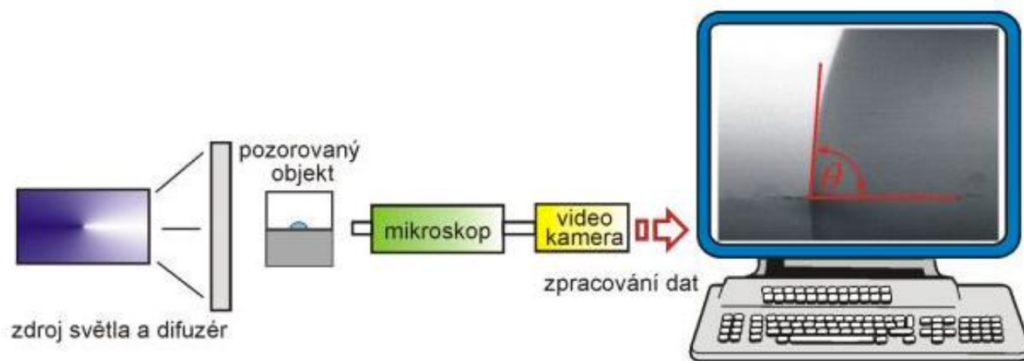 pozorovaný
objekt
mikroskop
video
kamera
zpracování dat
zdroj světla a difuzér
θ